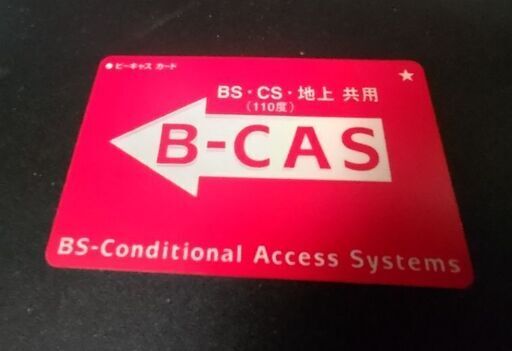 ●ビーキャス カード
★
BS・CS・地上 共用
(110度)
B-CAS
BS-Conditional Access Systems